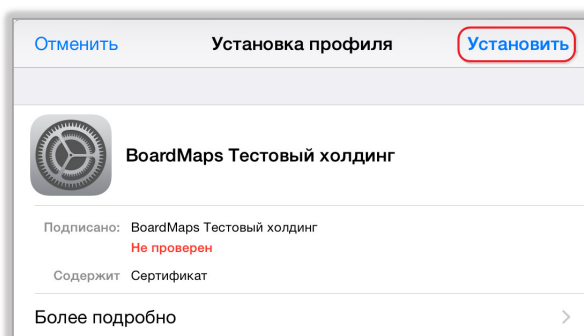 Отменить Установка профиля Установить
BoardMaps Тестовый холдинг
Подписано: BoardMaps Тестовый холдинг
Не проверен
Содержит Сертификат
Более подробно